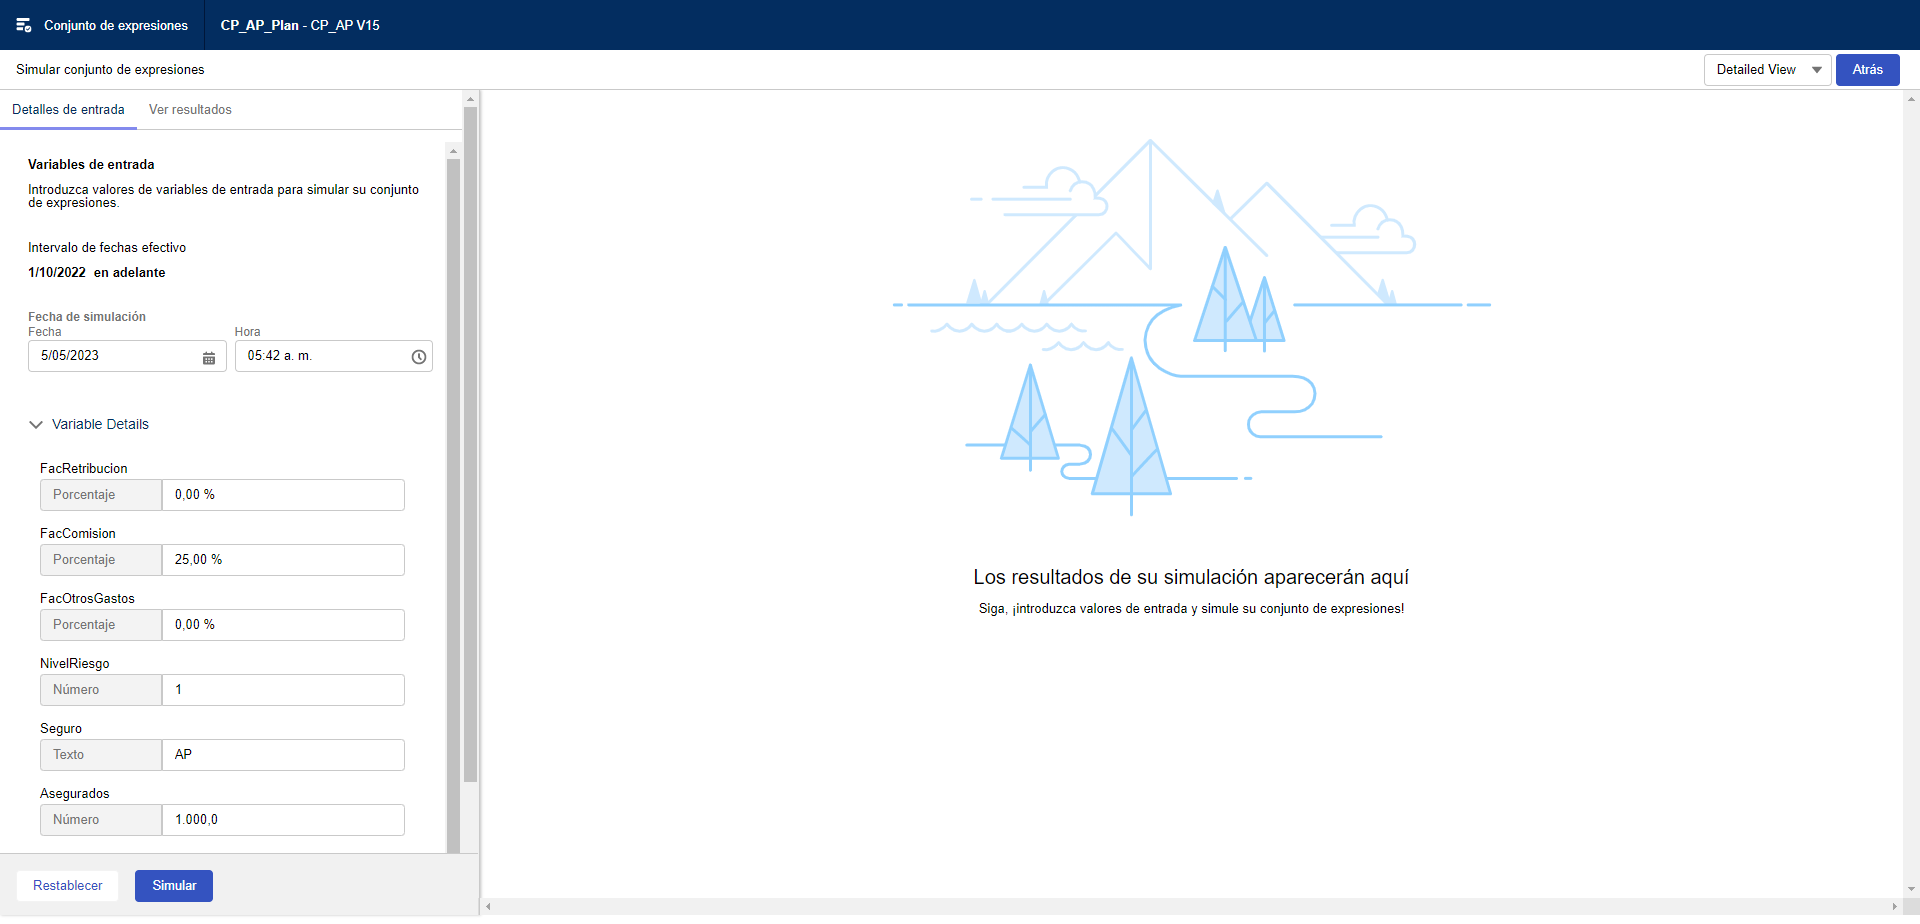 Conjunto de expresiones
CP_AP_Plan - CP_AP V15
Simular conjunto de expresiones
Detailed View
Atrás
Detalles de entrada
Ver resultados
Variables de entrada
Introduzca valores de variables de entrada para simular su conjunto
de expresiones.
Intervalo de fechas efectivo
1/10/2022 en adelante
Fecha de simulación
Fecha
Hora
5/05/2023
05:42 a. m.
Variable Details
FacRetribucion
Porcentaje
0,00 %
FacComision
Porcentaje
25,00 %
FacOtrosGastos
Porcentaje
0,00 %
NivelRiesgo
Número
1
Seguro
Texto
AP
Asegurados
Número
1.000,0
Restablecer
Simular
Los resultados de su simulación aparecerán aquí
Siga, ¡introduzca valores de entrada y simule su conjunto de expresiones!